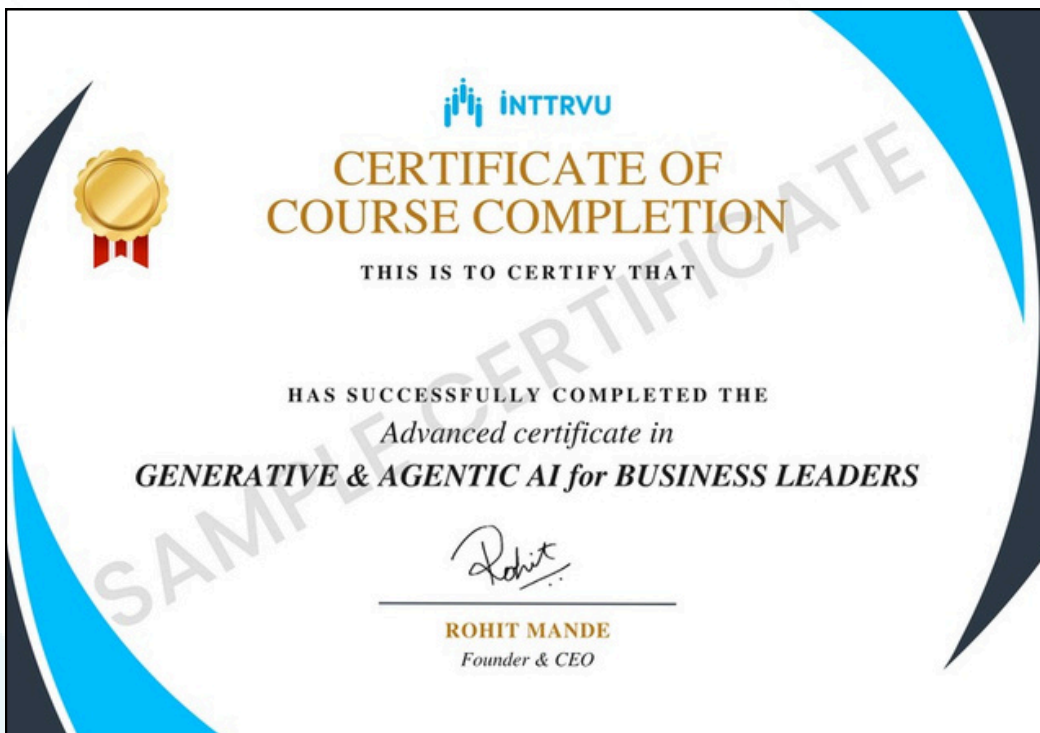 iNTTRVU
CERTIFICATE OF
COURSE COMPLETION
THIS IS TO CERTIFY THAT
HAS SUCCESSFULLY COMPLETED THE
Advanced certificate in
GENERATIVE & AGENTIC AI for BUSINESS LEADERS
SAMPLE CERTIFICATE
Rohit
ROHIT MANDE
Founder & CEO